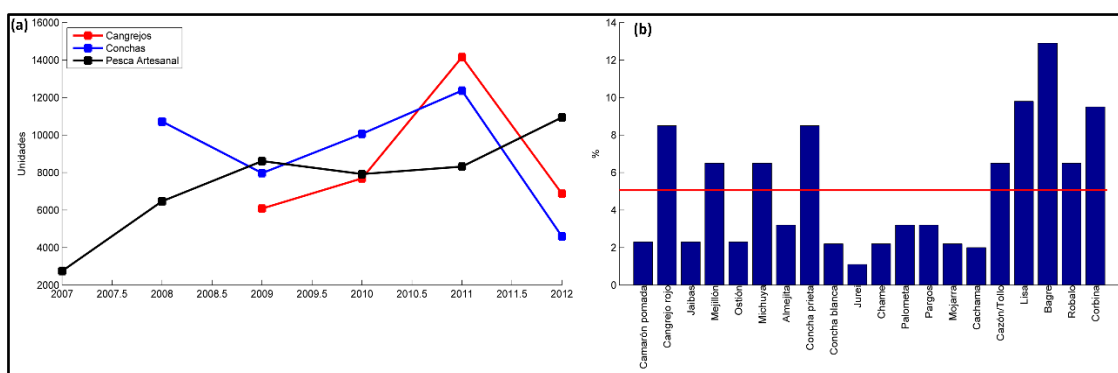 (a)
16000
14000
12000
10000
8000
6000
4000
2000
Unidades
Cangrejos
Conchas
Pesca Artesanal
2007 2007.5 2008 2008.5 2009 2009.5 2010 2010.5 2011 2011.5 2012
(b)
14
12
10
8
6
4
2
0
%
Camarón pomada
Cangrejo rojo
Jaibas
Mejillón
Ostión
Michuya
Almejita
Concha prieta
Concha blanca
Jurel
Chame
Palometa
Pargos
Mojarra
Cachama
Cazón/Tollo
Lisa
Bagre
Robalo
Corbina